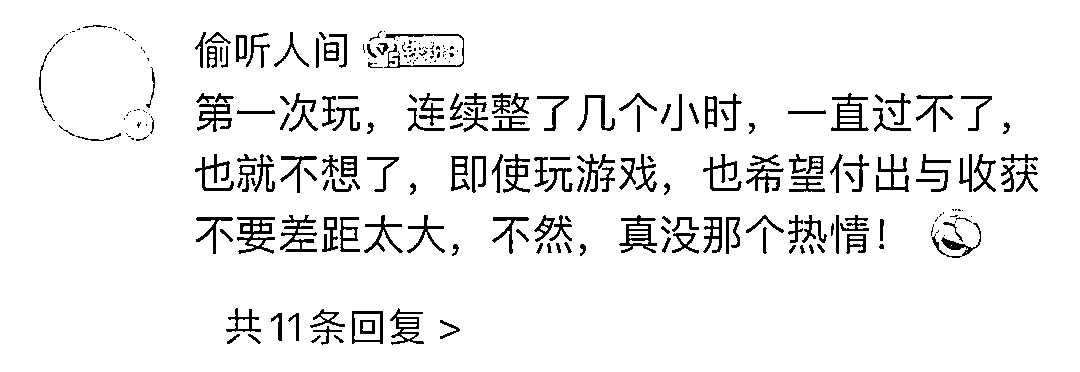 偷听人间
第一次玩，连续整了几个小时，一直过不了，
也就不想了，即使玩游戏，也希望付出与收获
不要差距太大，不然，真没那个热情！
共11条回复 >